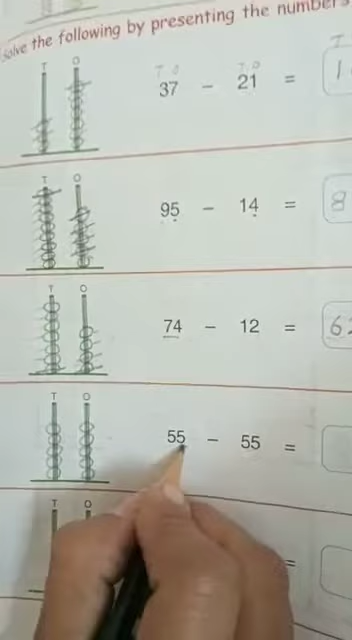 solve the following by presenting the numbers
T O T O T O T
37 - 21 = 1
T O
95 - 14 = 8
T O
74 - 12 = 62
T O
55 - 55 =
T O
=